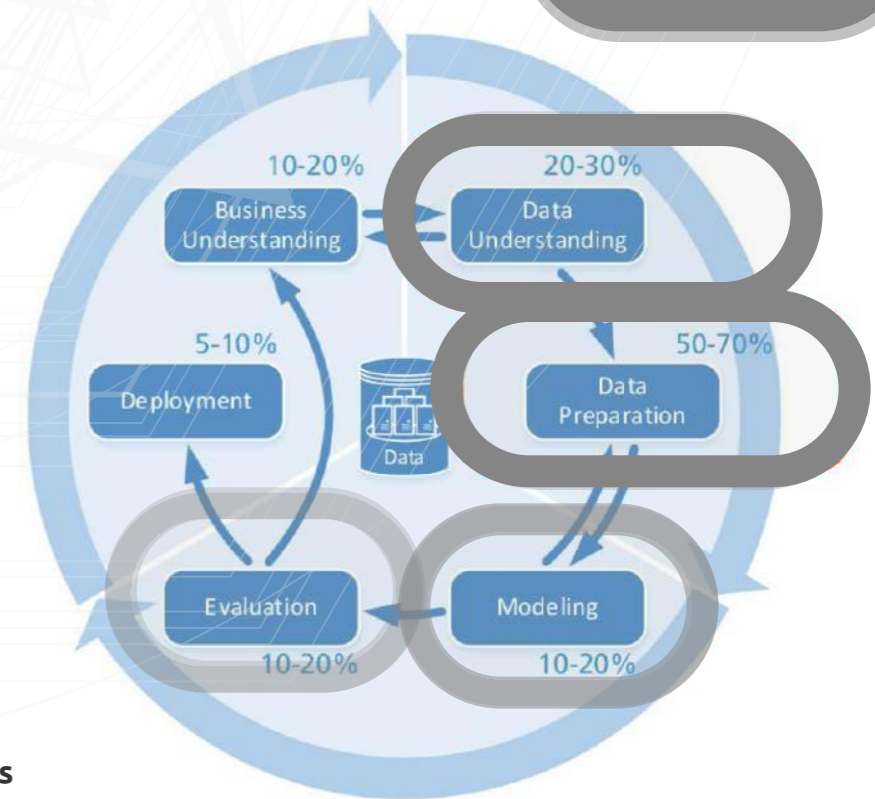 10-20%
Business
Understanding
20-30%
Data
Understanding
5-10%
Deployment
Data
50-70%
Data
Preparation
Evaluation
10-20%
Modeling
10-20%
s